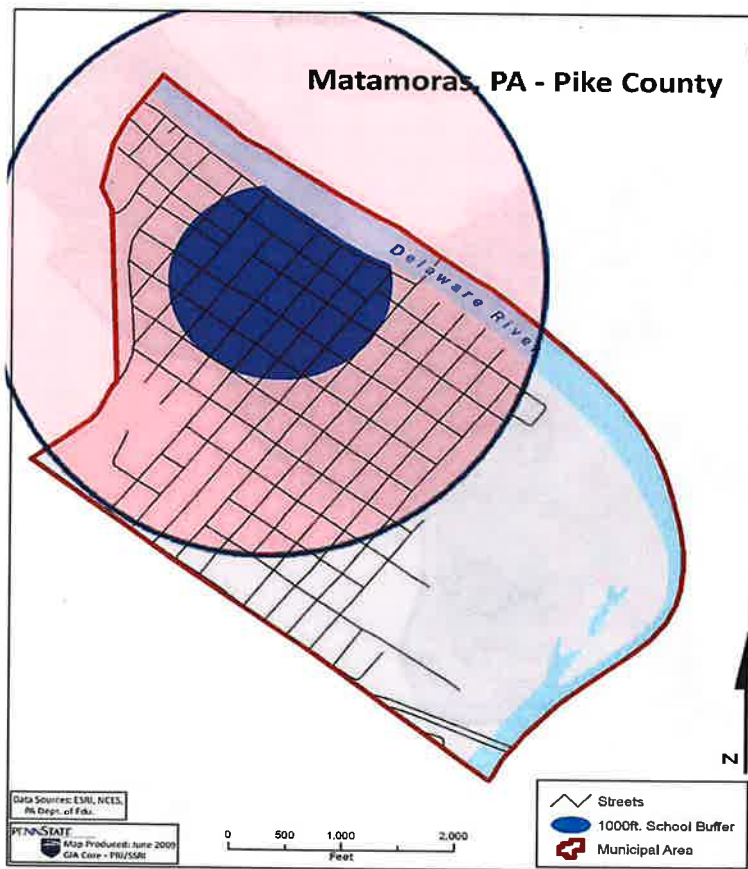 Matamoras, PA - Pike County
Delaware River
N
Data Sources: ESRI, NCES,
PA Dept. of Edu.
PENNSTATE
Map Produced: June 2009
GIA Core - PRI/SSRI
0 500 1,000 2,000
Feet
Streets
1000ft. School Buffer
Municipal Area